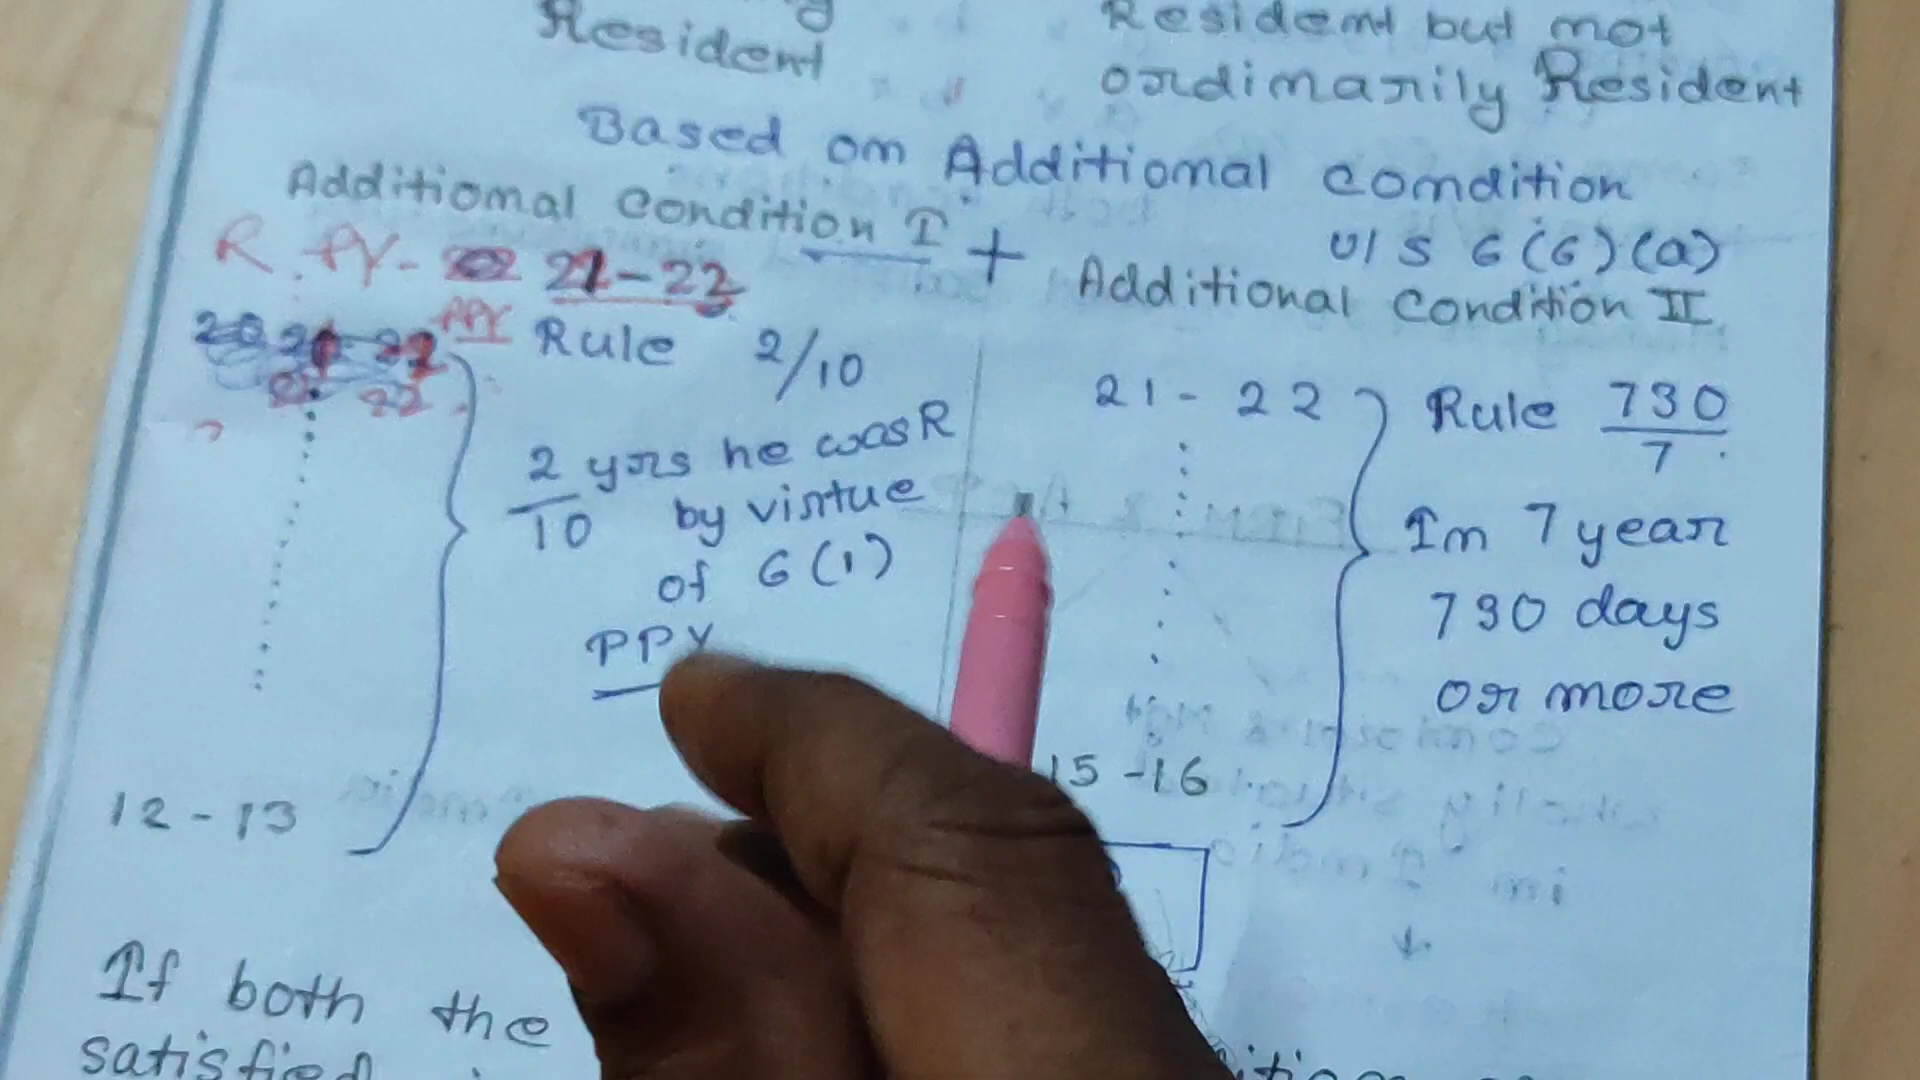 Resident
Resident but not
ordinarily Resident
Based on Additional condition
U/S 6(6)(a)
Additional Condition I +
Additional Condition II
R. PY- 21-22
PPY
22
Rule 2/10
2/10 yrs he was R
by virtue
of 6(1)
PPY
12-13
21-22
15-16
Rule 730/7
In 7 year
730 days
or more
If both the
satisfied